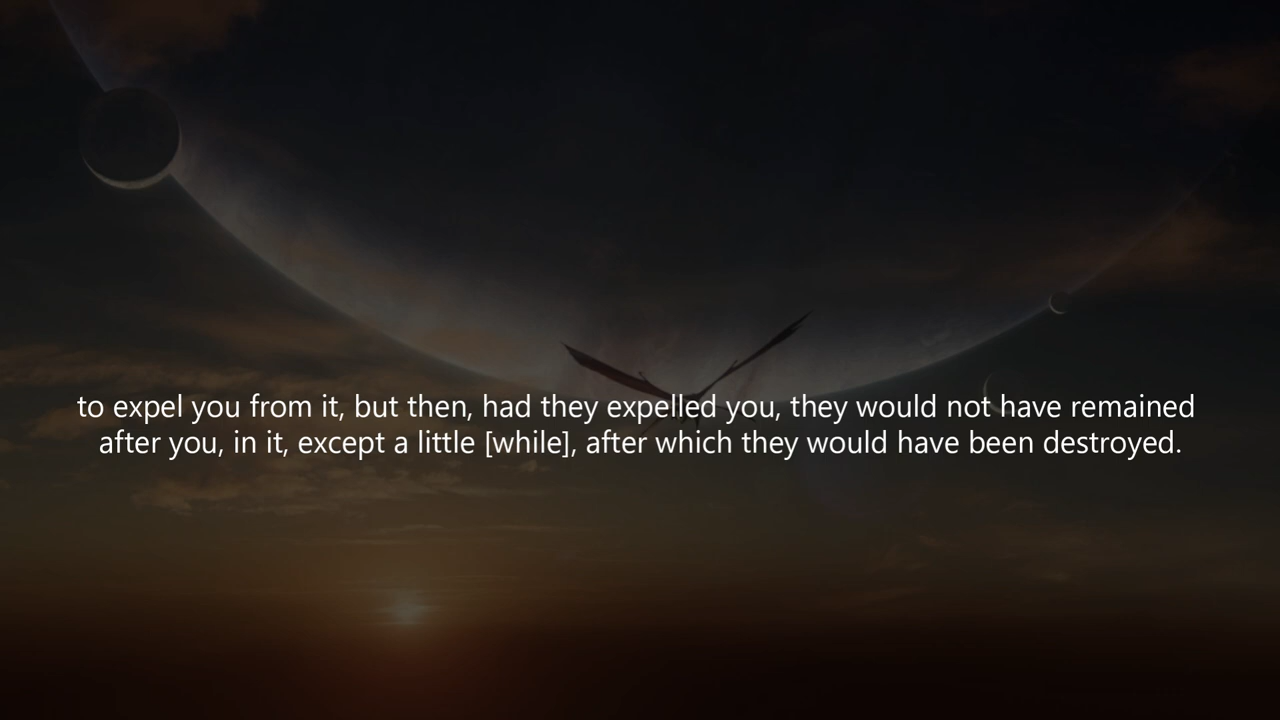 to expel you from it, but then, had they expelled you, they would not have remained
after you, in it, except a little [while], after which they would have been destroyed.